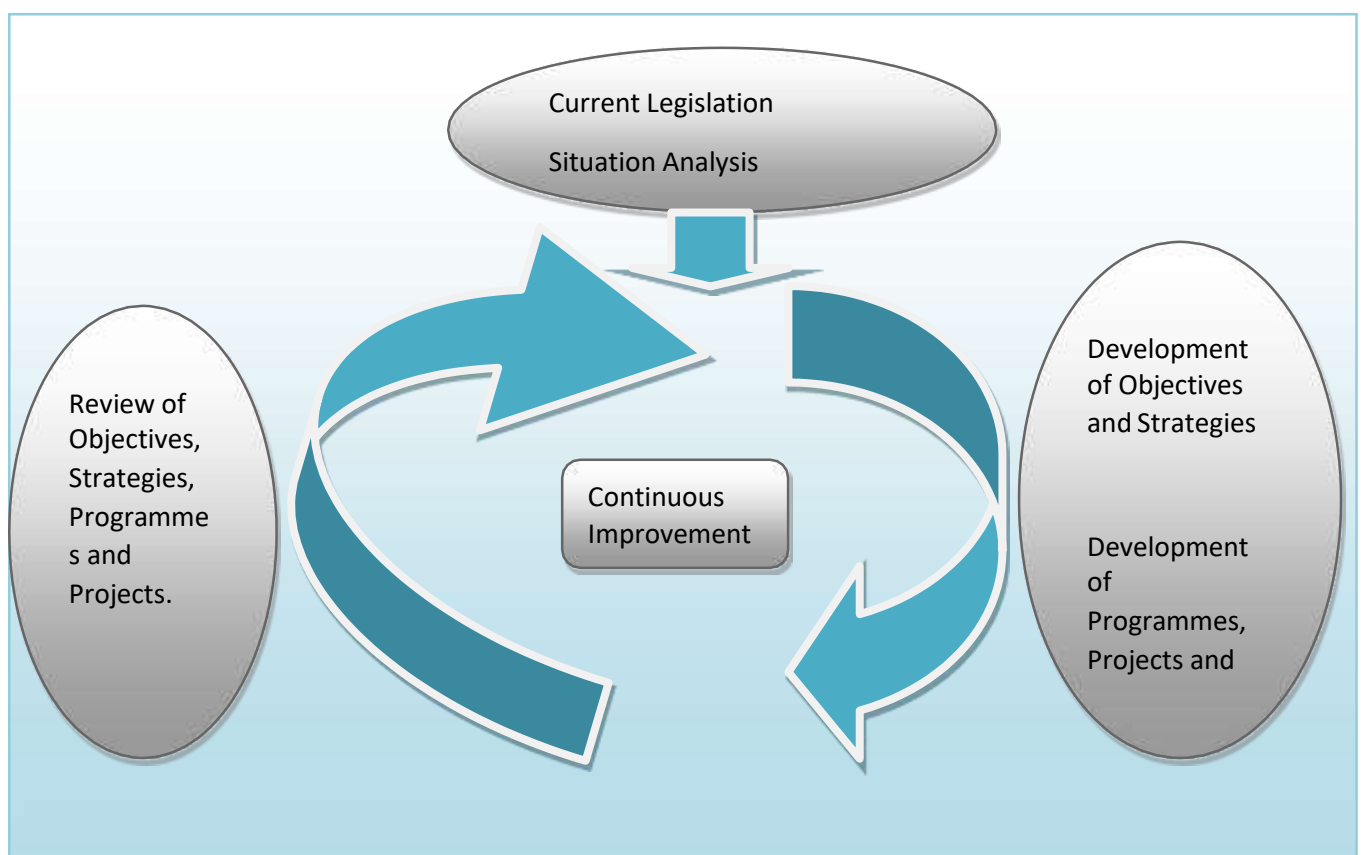 Current Legislation
Situation Analysis
Development
of Objectives
and Strategies
Development
of
Programmes,
Projects and
Continuous
Improvement
Review of
Objectives,
Strategies,
Programme
s and
Projects.